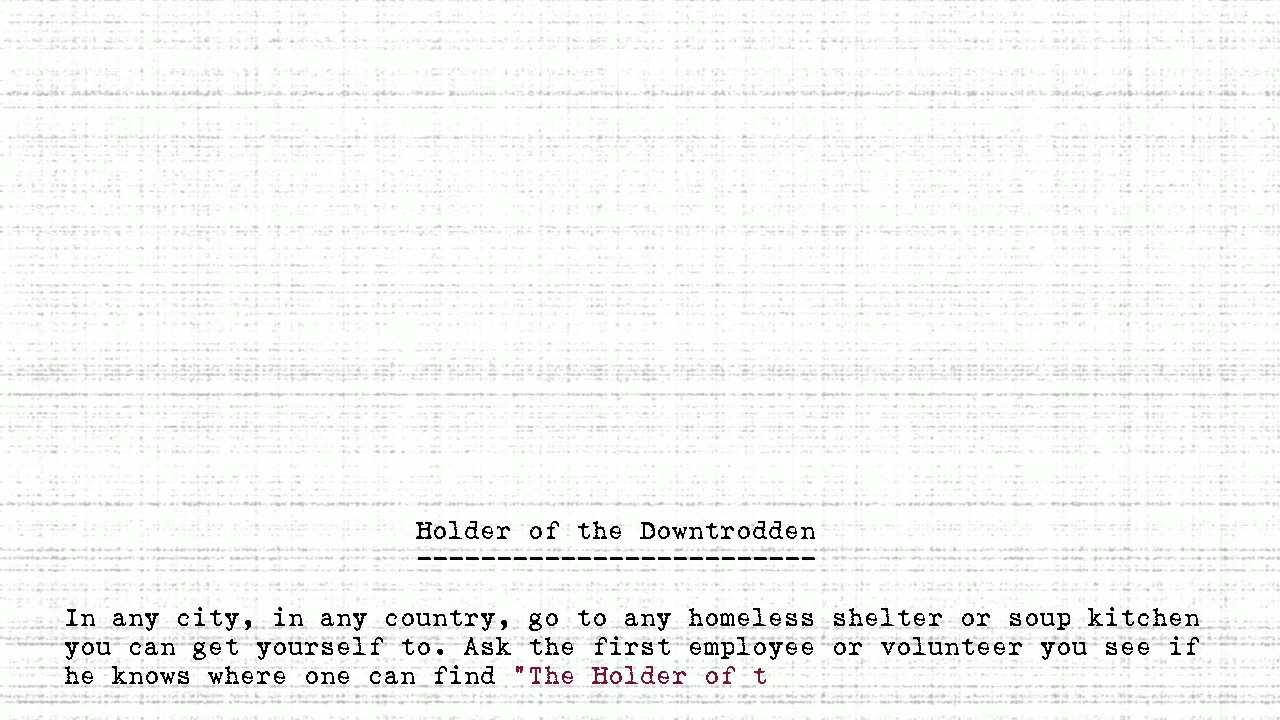 Holder of the Downtrodden
-------------------------
In any city, in any country, go to any homeless shelter or soup kitchen
you can get yourself to. Ask the first employee or volunteer you see if
he knows where one can find "The Holder of t